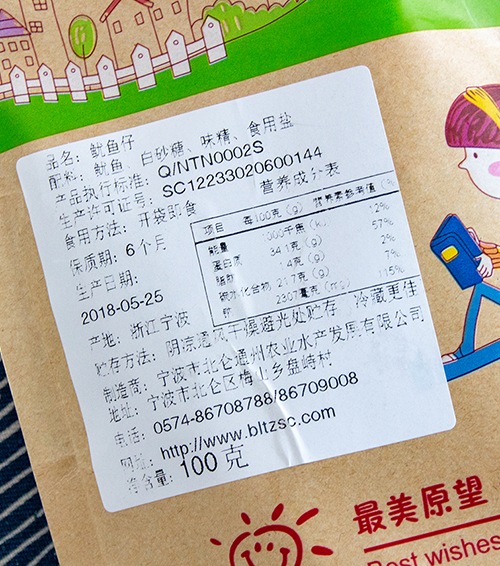 品名: 鱿鱼仔
配料: 鱿鱼、白砂糖、味精、食用盐
产品执行标准: Q/NTN0002S
生产许可证号: SC12233020600144
食用方法: 开袋即食
保质期: 6个月
生产日期:
2018-05-25
营养成分表
项目 每100克(g) 营养素参考值(%)
能量 1000千焦(k) 12%
蛋白质 34.1克(g) 57%
脂肪 1.4克(g) 2%
碳水化合物 21.7克(g) 7%
钠 2307毫克(m) 115%
产地: 浙江宁波
贮存方法: 阴凉通风干燥避光处贮存 冷藏更佳
制造商: 宁波市北仑通州农业水产发展有限公司
地址: 宁波市北仑区梅山乡盘峙村
电话: 0574-86708788/86709008
网址: http://www.bltzsc.com
净含量: 100克
最美原望
Best wishes